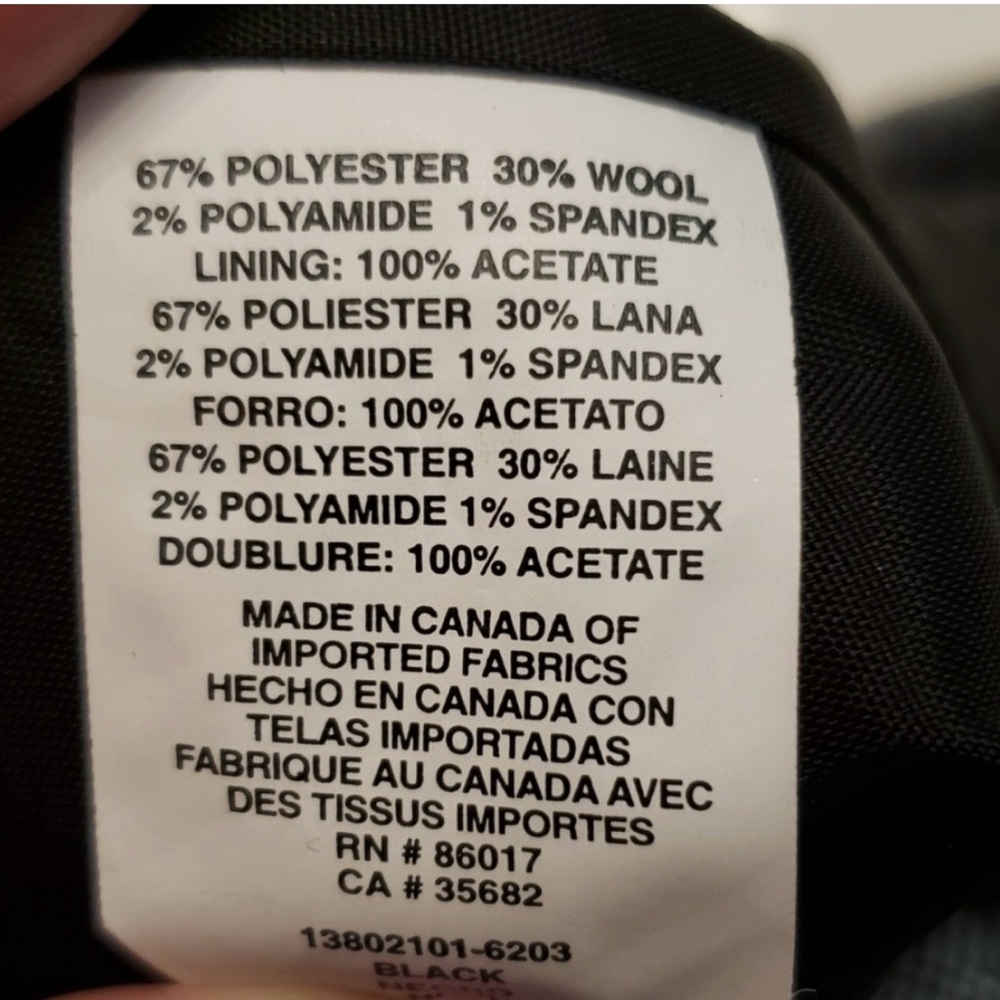 67% POLYESTER 30% WOOL
2% POLYAMIDE 1% SPANDEX
LINING: 100% ACETATE
67% POLIESTER 30% LANA
2% POLYAMIDE 1% SPANDEX
FORRO: 100% ACETATO
67% POLYESTER 30% LAINE
2% POLYAMIDE 1% SPANDEX
DOUBLURE: 100% ACETATE
MADE IN CANADA OF
IMPORTED FABRICS
HECHO EN CANADA CON
TELAS IMPORTADAS
FABRIQUE AU CANADA AVEC
DES TISSUS IMPORTES
RN # 86017
CA # 35682
13802101-6203
BLACK